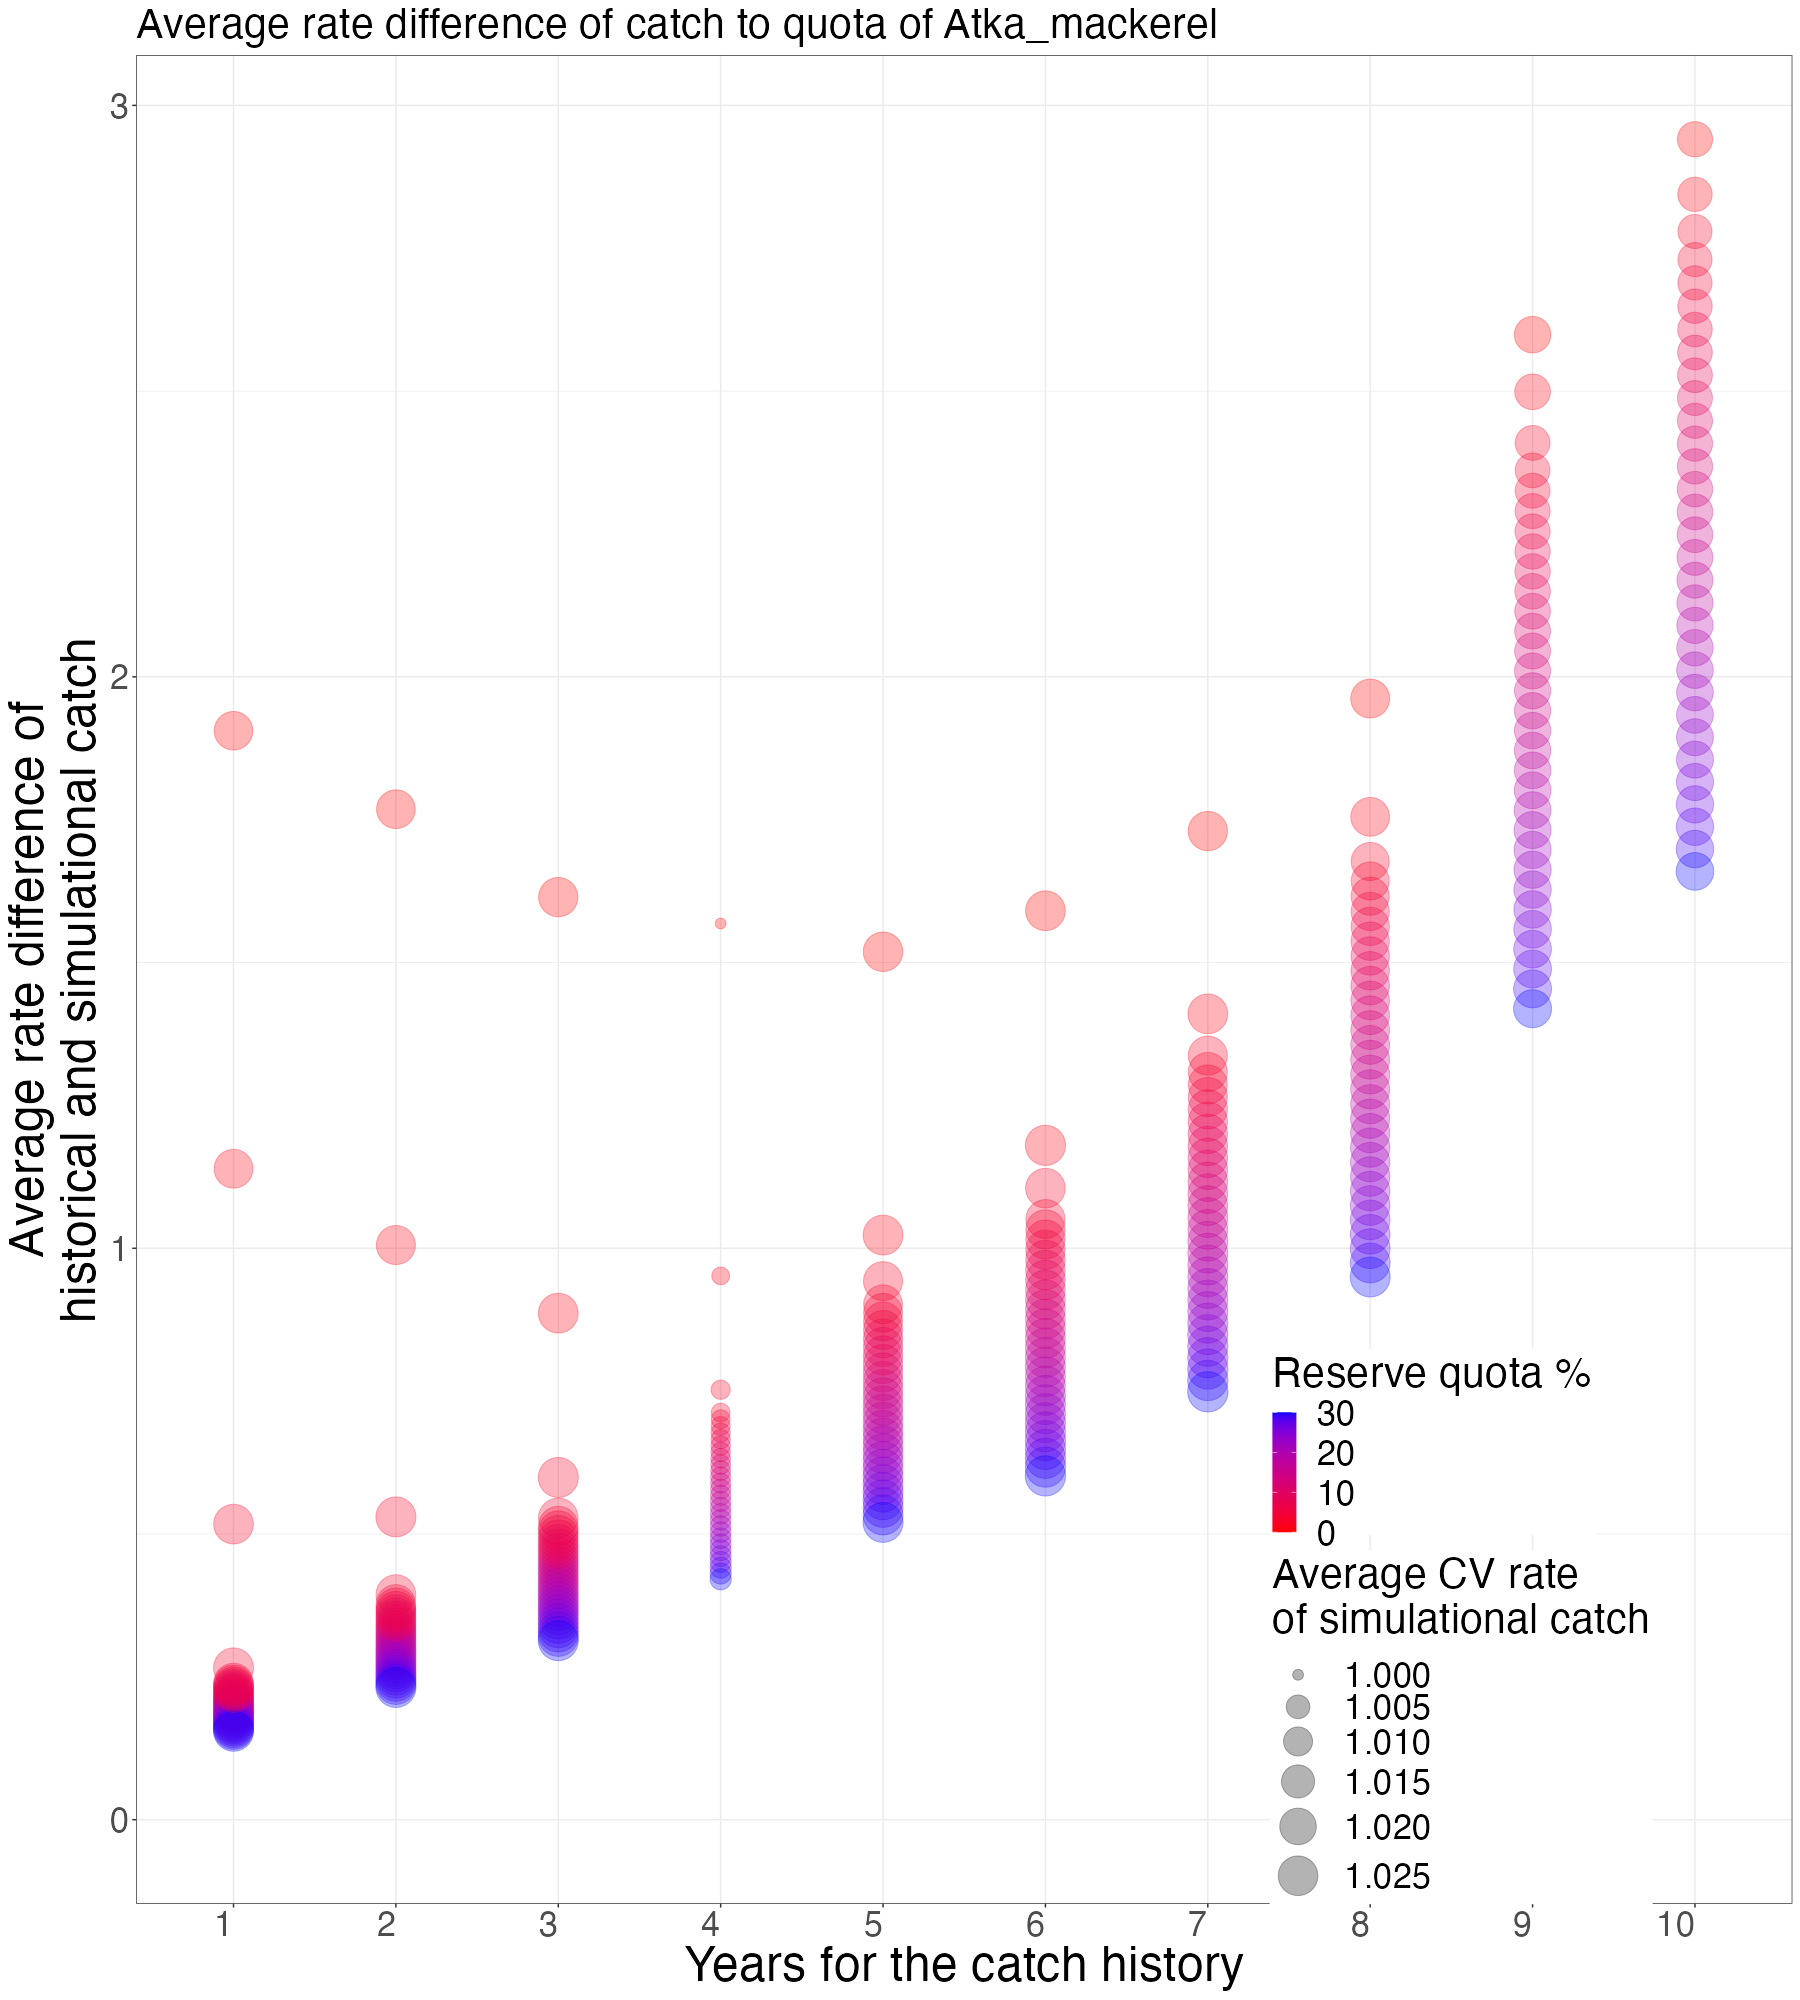 Average rate difference of catch to quota of Atka_mackerel
Average rate difference of
historical and simulational catch
3
2
1
0
Reserve quota %
30
20
10
0
Average CV rate
of simulational catch
1.000
1.005
1.010
1.015
1.020
1.025
1 2 3 4 5 6 7 8 9 10
Years for the catch history